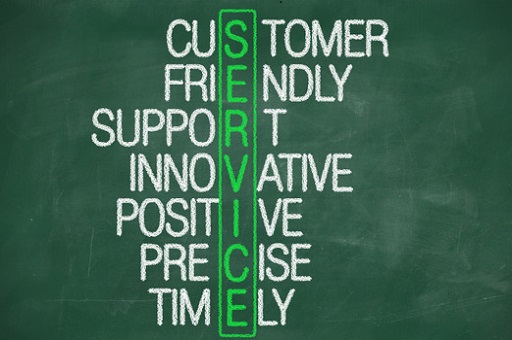 CUSTOMER
FRIENDLY
SUPPORT
INNOVATIVE
POSITIVE
PRECISE
TIMELY